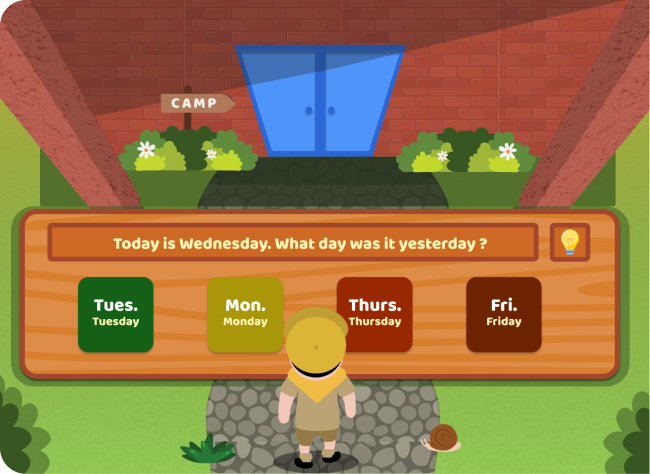 CAMP
Today is Wednesday. What day was it yesterday ?
Tues.
Tuesday
Mon.
Monday
Thurs.
Thursday
Fri.
Friday